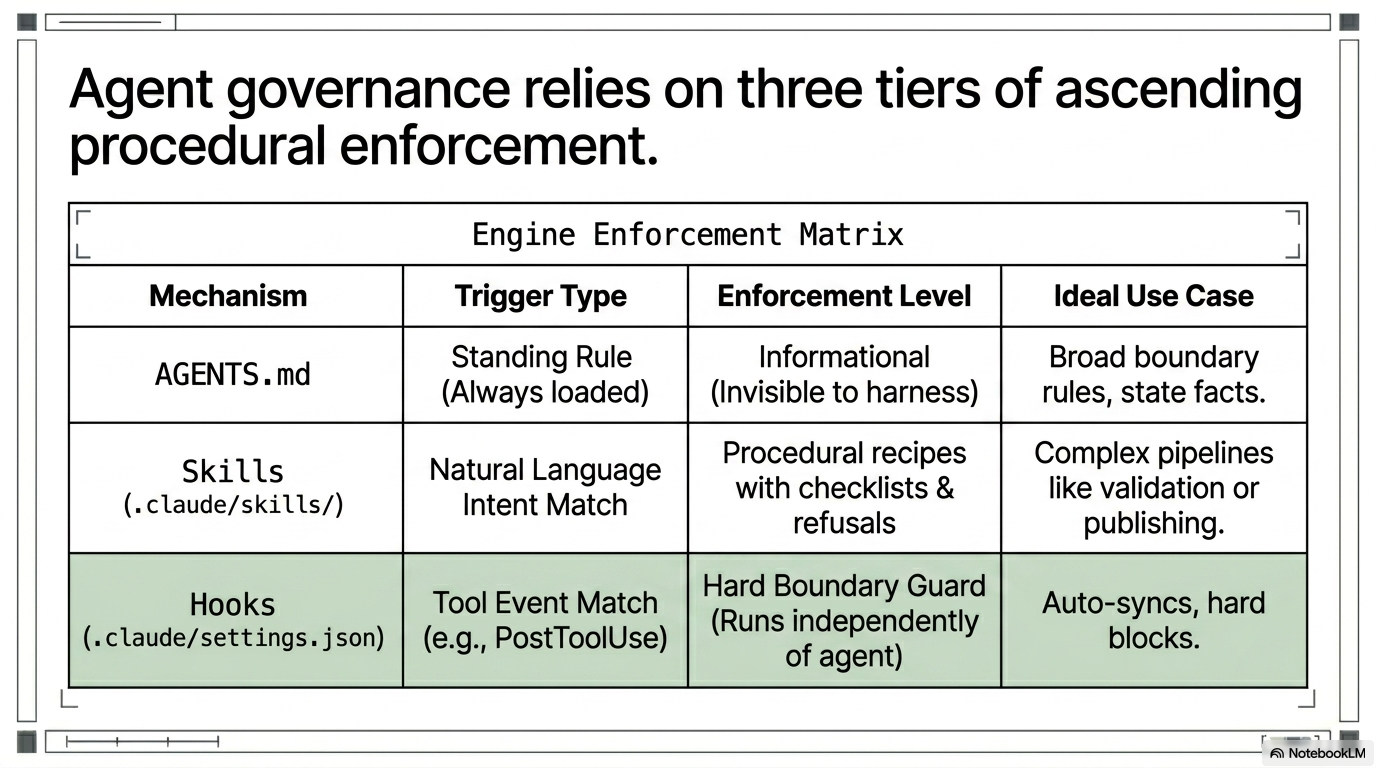 Agent governance relies on three tiers of ascending
procedural enforcement.
Engine Enforcement Matrix
Mechanism
Trigger Type
Enforcement Level
Ideal Use Case
AGENTS.md
Standing Rule
(Always loaded)
Informational
(Invisible to harness)
Broad boundary
rules, state facts.
Skills
(.claude/skills/)
Natural Language
Intent Match
Procedural recipes
with checklists &
refusals
Complex pipelines
like validation or
publishing.
Hooks
(.claude/settings.json)
Tool Event Match
(e.g., PostToolUse)
Hard Boundary Guard
(Runs independently
of agent)
Auto-syncs, hard
blocks.
NotebookLM